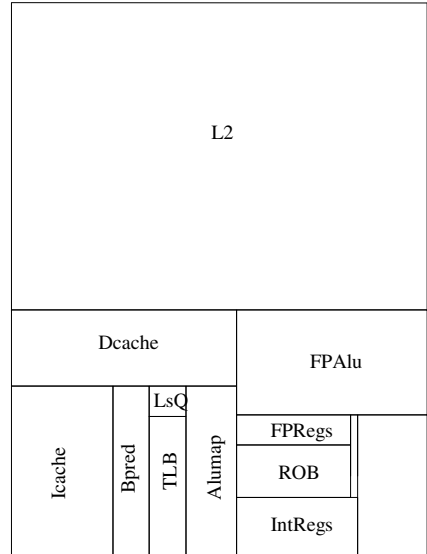 L2
Dcache
FPAlu
LsQ
FPRegs
Icache
Bpred
TLB
Alumap
ROB
IntRegs